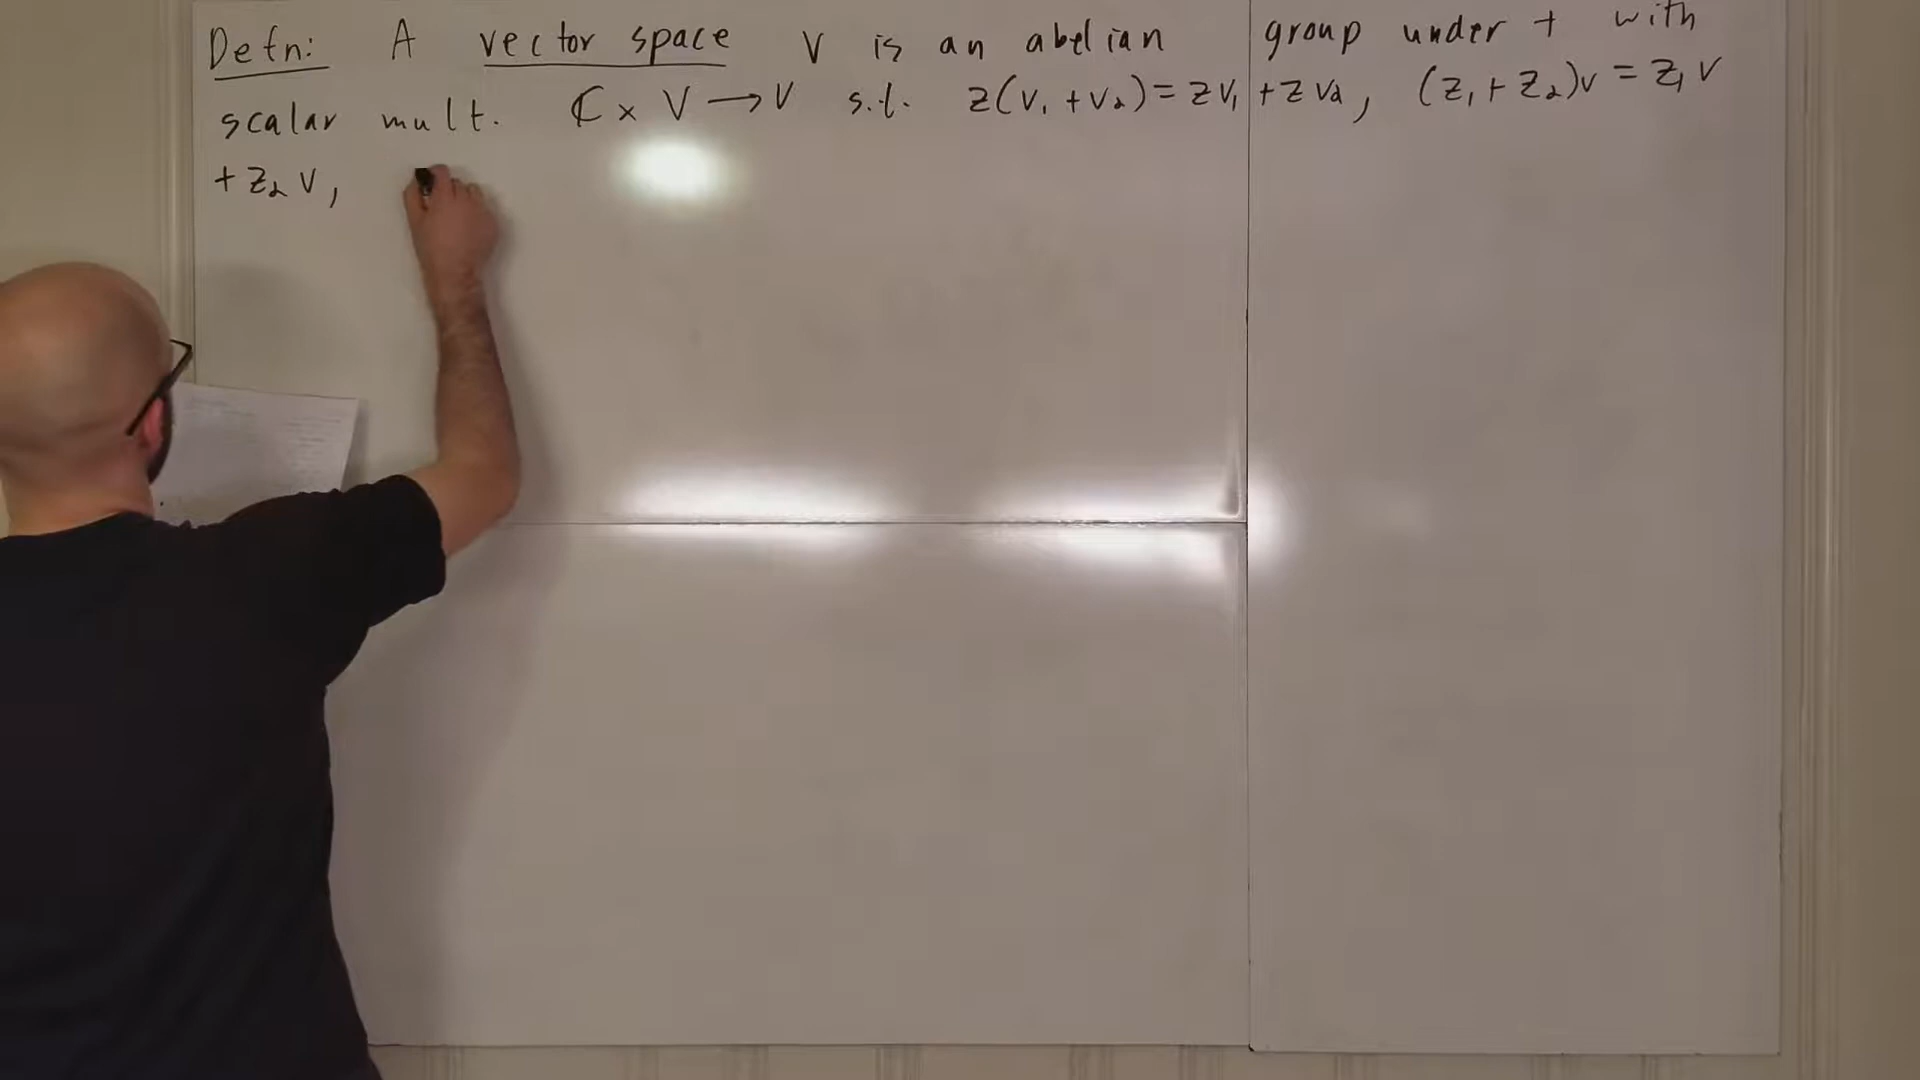 Defn: A vector space V is an abelian group under + with
scalar mult. ℂ × V → V s.t. z(v₁ + v₂) = zv₁ + zv₂, (z₁ + z₂)v = z₁v
+ z₂v,